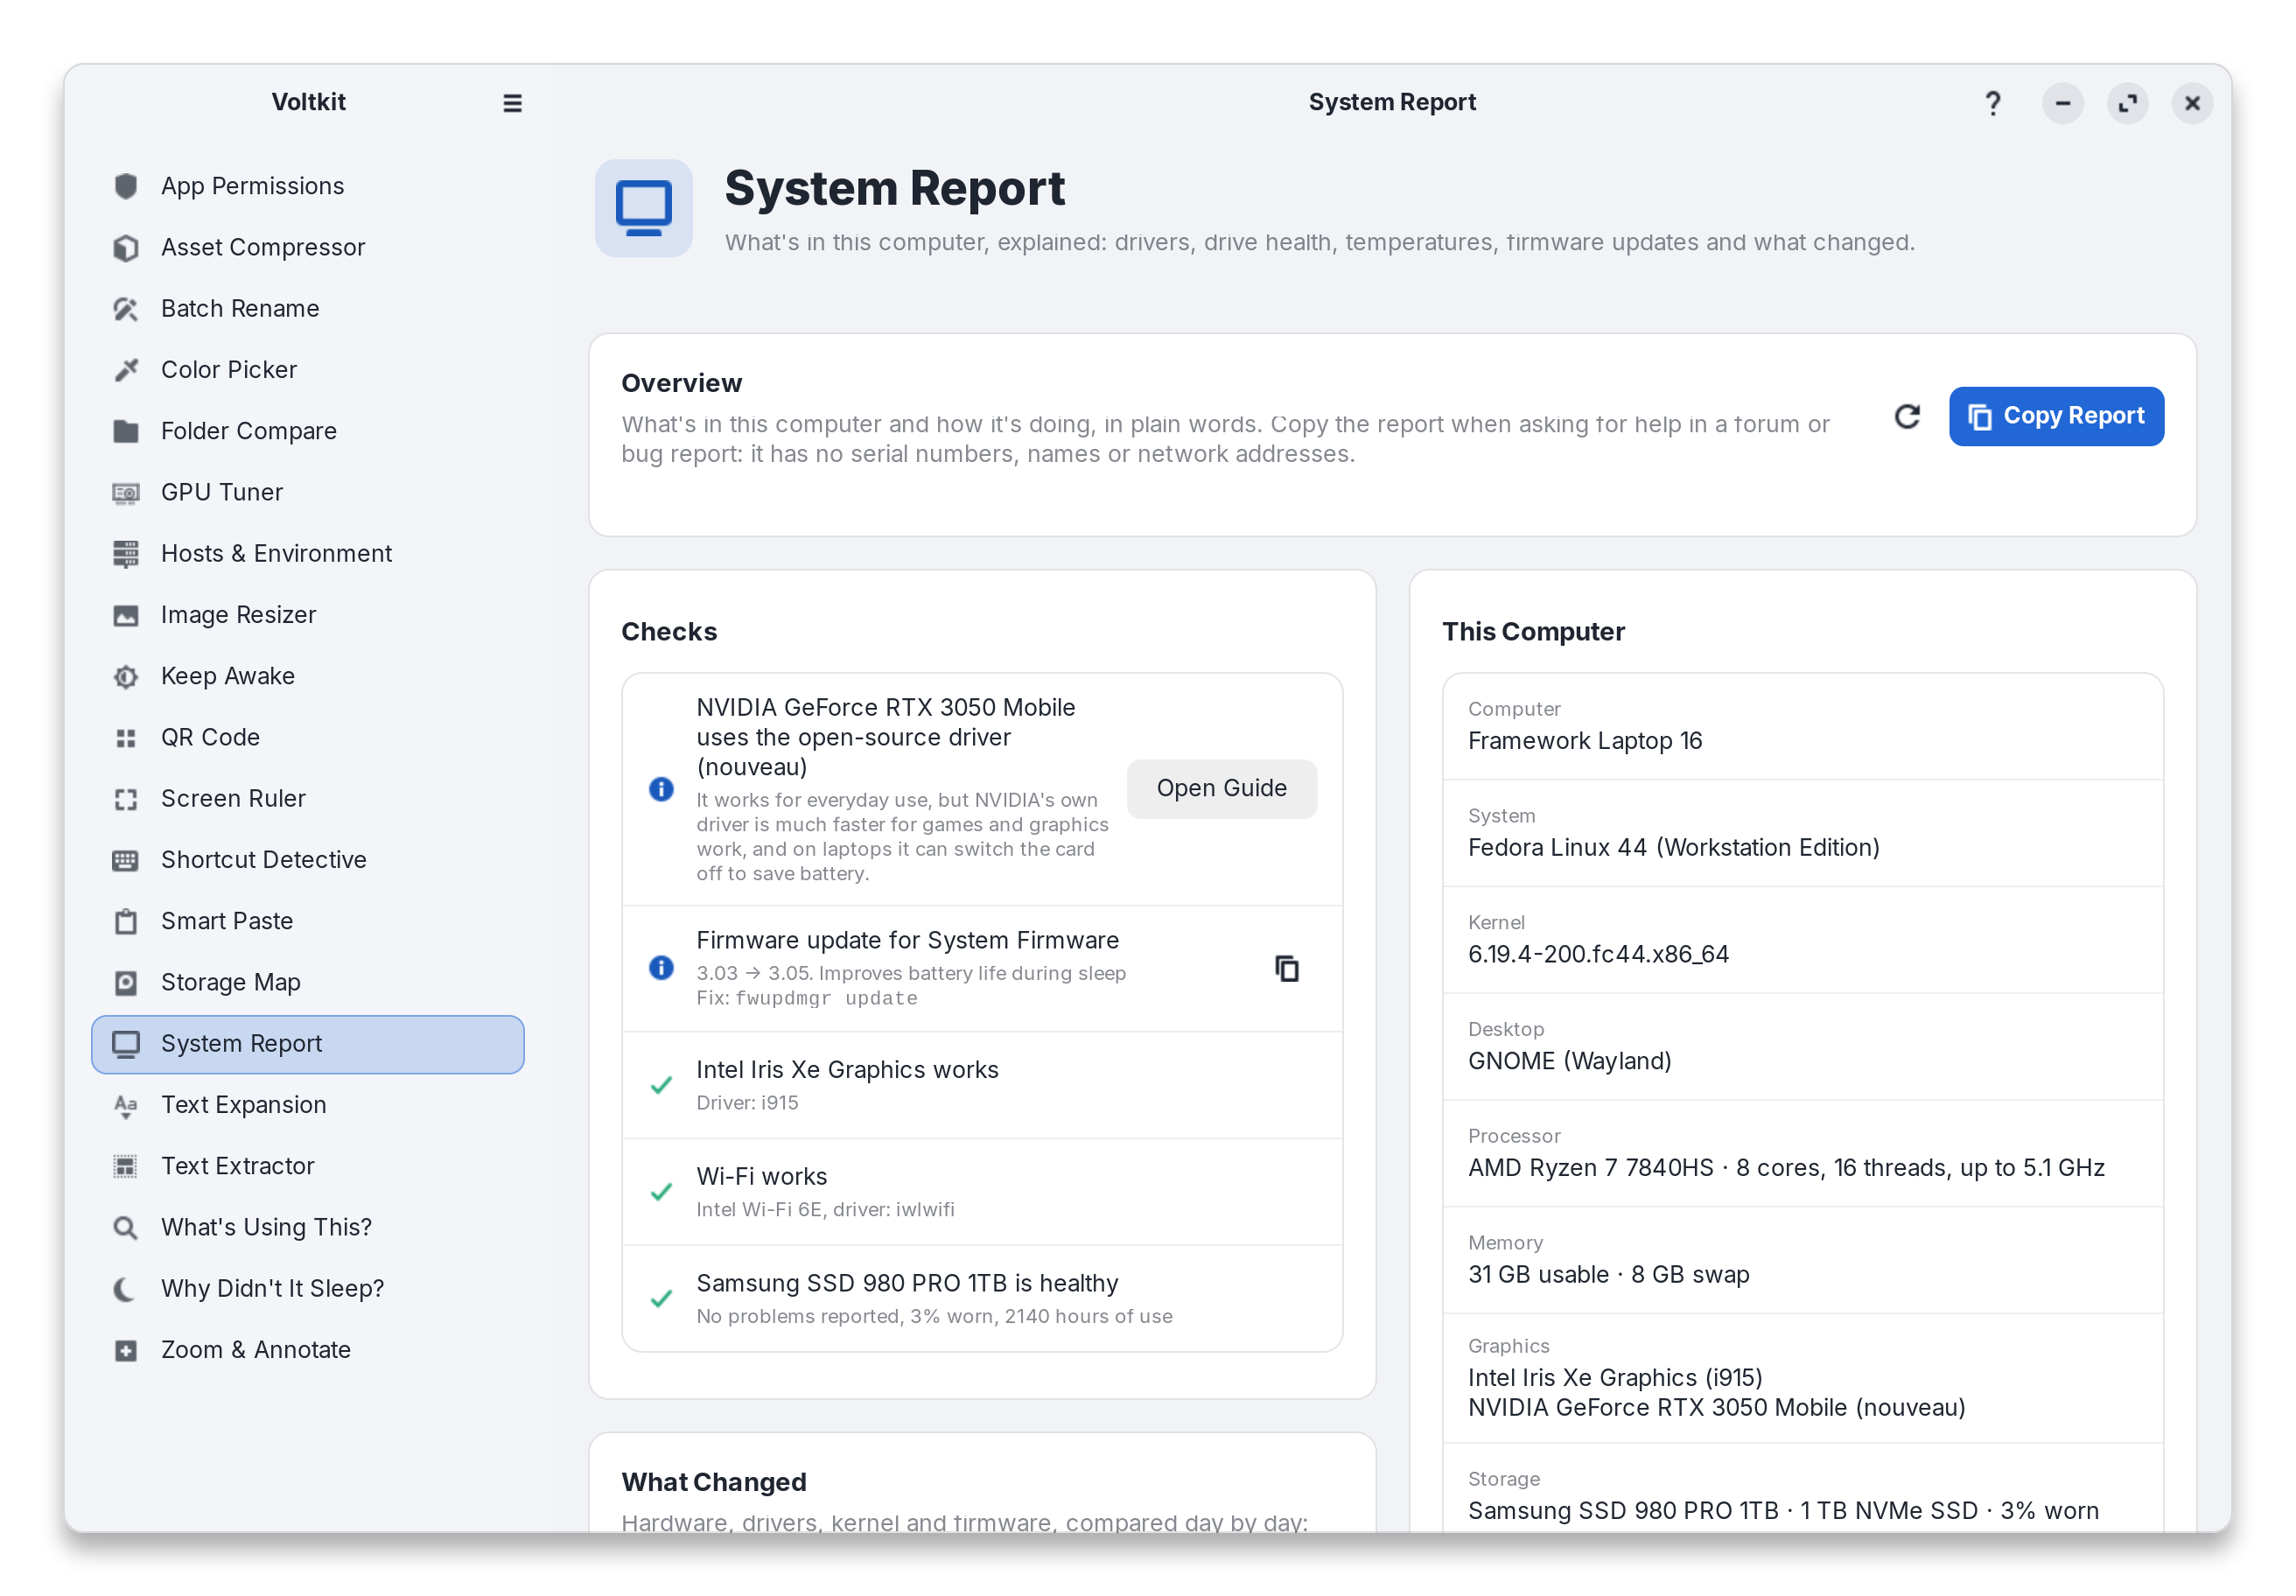 Voltkit
System Report
?
App Permissions
Asset Compressor
Batch Rename
Color Picker
Folder Compare
GPU Tuner
Hosts & Environment
Image Resizer
Keep Awake
QR Code
Screen Ruler
Shortcut Detective
Smart Paste
Storage Map
System Report
Text Expansion
Text Extractor
What's Using This?
Why Didn't It Sleep?
Zoom & Annotate
System Report
What's in this computer, explained: drivers, drive health, temperatures, firmware updates and what changed.
Overview
What's in this computer and how it's doing, in plain words. Copy the report when asking for help in a forum or
bug report: it has no serial numbers, names or network addresses.
Copy Report
Checks
NVIDIA GeForce RTX 3050 Mobile
uses the open-source driver
(nouveau)
It works for everyday use, but NVIDIA's own
driver is much faster for games and graphics
work, and on laptops it can switch the card
off to save battery.
Open Guide
Firmware update for System Firmware
3.03 → 3.05. Improves battery life during sleep
Fix: fwupdmgr update
Intel Iris Xe Graphics works
Driver: i915
Wi-Fi works
Intel Wi-Fi 6E, driver: iwlwifi
Samsung SSD 980 PRO 1TB is healthy
No problems reported, 3% worn, 2140 hours of use
What Changed
Hardware, drivers, kernel and firmware, compared day by day:
This Computer
Computer
Framework Laptop 16
System
Fedora Linux 44 (Workstation Edition)
Kernel
6.19.4-200.fc44.x86_64
Desktop
GNOME (Wayland)
Processor
AMD Ryzen 7 7840HS · 8 cores, 16 threads, up to 5.1 GHz
Memory
31 GB usable · 8 GB swap
Graphics
Intel Iris Xe Graphics (i915)
NVIDIA GeForce RTX 3050 Mobile (nouveau)
Storage
Samsung SSD 980 PRO 1TB · 1 TB NVMe SSD · 3% worn